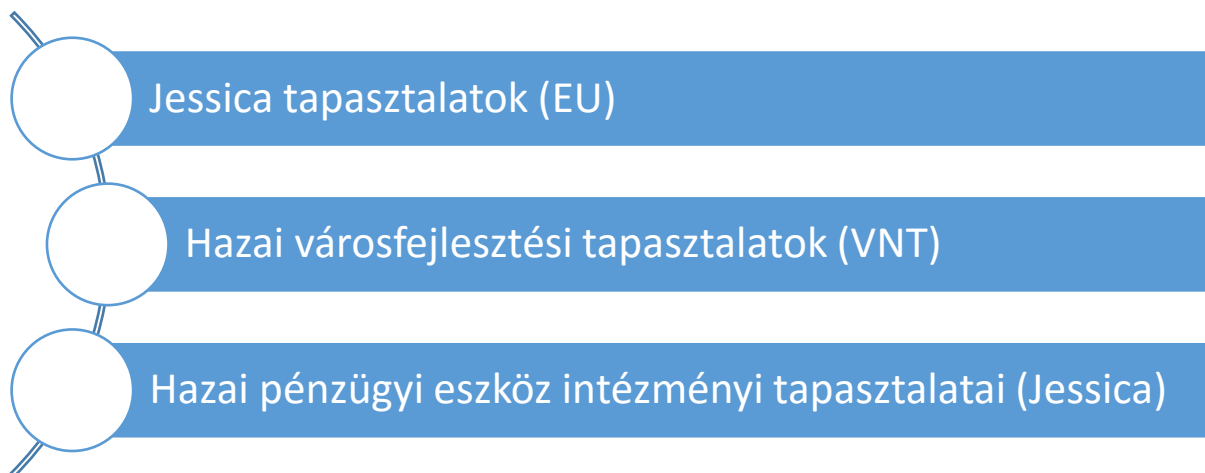 Jessica tapasztalatok (EU)
Hazai városfejlesztési tapasztalatok (VNT)
Hazai pénzügyi eszköz intézményi tapasztalatai (Jessica)